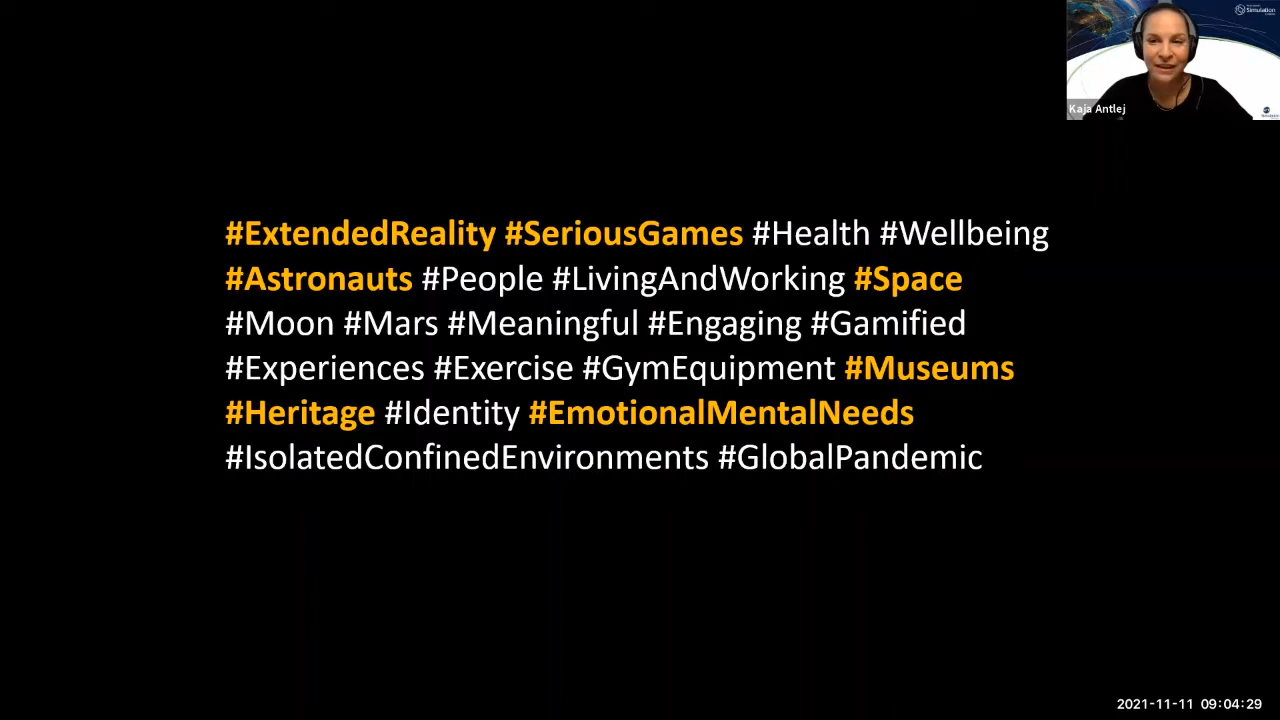 Simulation
Kaja Antlej
#ExtendedReality #SeriousGames #Health #Wellbeing
#Astronauts #People #LivingAndWorking #Space
#Moon #Mars #Meaningful #Engaging #Gamified
#Experiences #Exercise #GymEquipment #Museums
#Heritage #Identity #EmotionalMentalNeeds
#IsolatedConfinedEnvironments #GlobalPandemic
2021-11-11 09:04:29